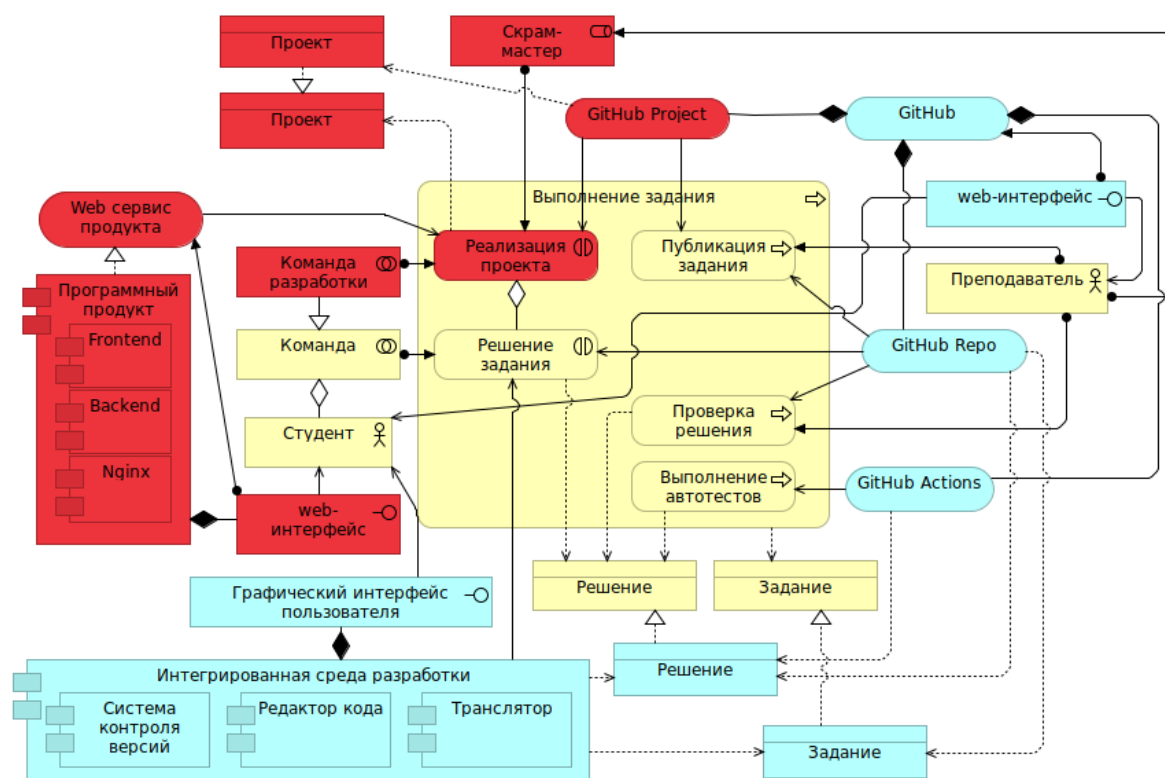 Проект
Скрам-
мастер
Проект
GitHub Project
GitHub
Выполнение задания
web-интерфейс
Web сервис
продукта
Реализация
проекта
Публикация
задания
Команда
разработки
Преподаватель
Программный
продукт
Frontend
Команда
Решение
задания
GitHub Repo
Backend
Студент
Проверка
решения
Nginx
Выполнение
автотестов
GitHub Actions
web-
интерфейс
Решение
Задание
Графический интерфейс
пользователя
Интегрированная среда разработки
Решение
Система
контроля
версий
Редактор кода
Транслятор
Задание